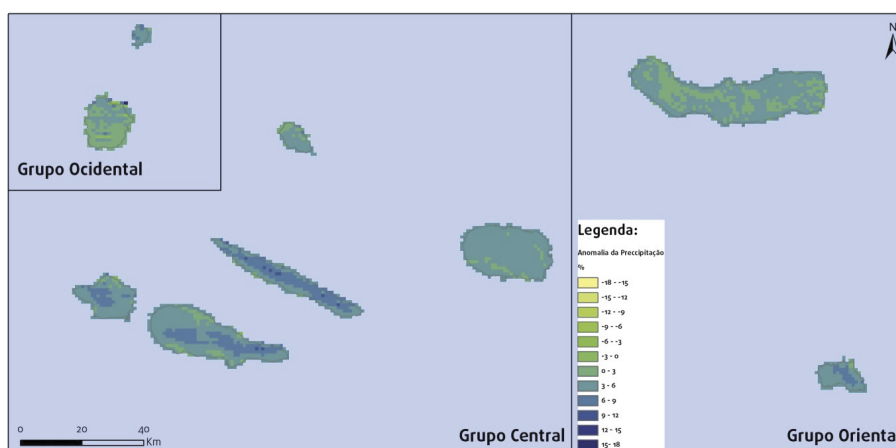 N
Grupo Ocidental
Legenda:
Anomalia da Preccipitação
%
-18 - -15
-15 - -12
-12 - -9
-9 - -6
-6 - -3
-3 - 0
0 - 3
3 - 6
6 - 9
9 - 12
12 - 15
15- 18
0 20 40
Km
Grupo Central
Grupo Orienta